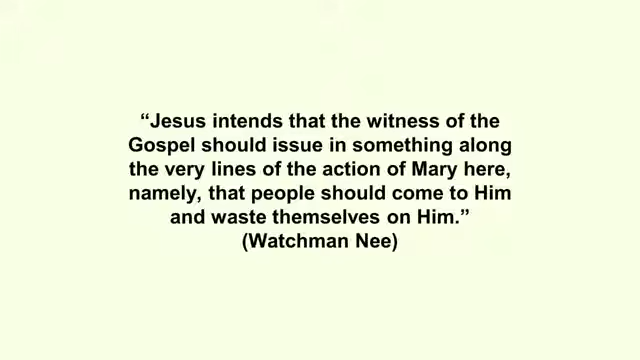 “Jesus intends that the witness of the
Gospel should issue in something along
the very lines of the action of Mary here,
namely, that people should come to Him
and waste themselves on Him.”
(Watchman Nee)